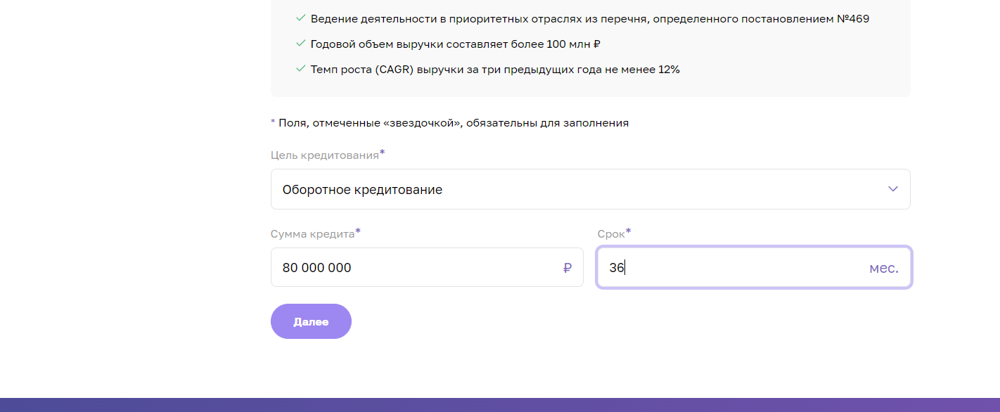 Ведение деятельности в приоритетных отраслях из перечня, определенного постановлением №469
Годовой объем выручки составляет более 100 млн ₽
Темп роста (CAGR) выручки за три предыдущих года не менее 12%
* Поля, отмеченные «звездочкой», обязательны для заполнения
Цель кредитования*
Оборотное кредитование
Сумма кредита* Срок*
80 000 000 ₽ 36 мес.
Далее